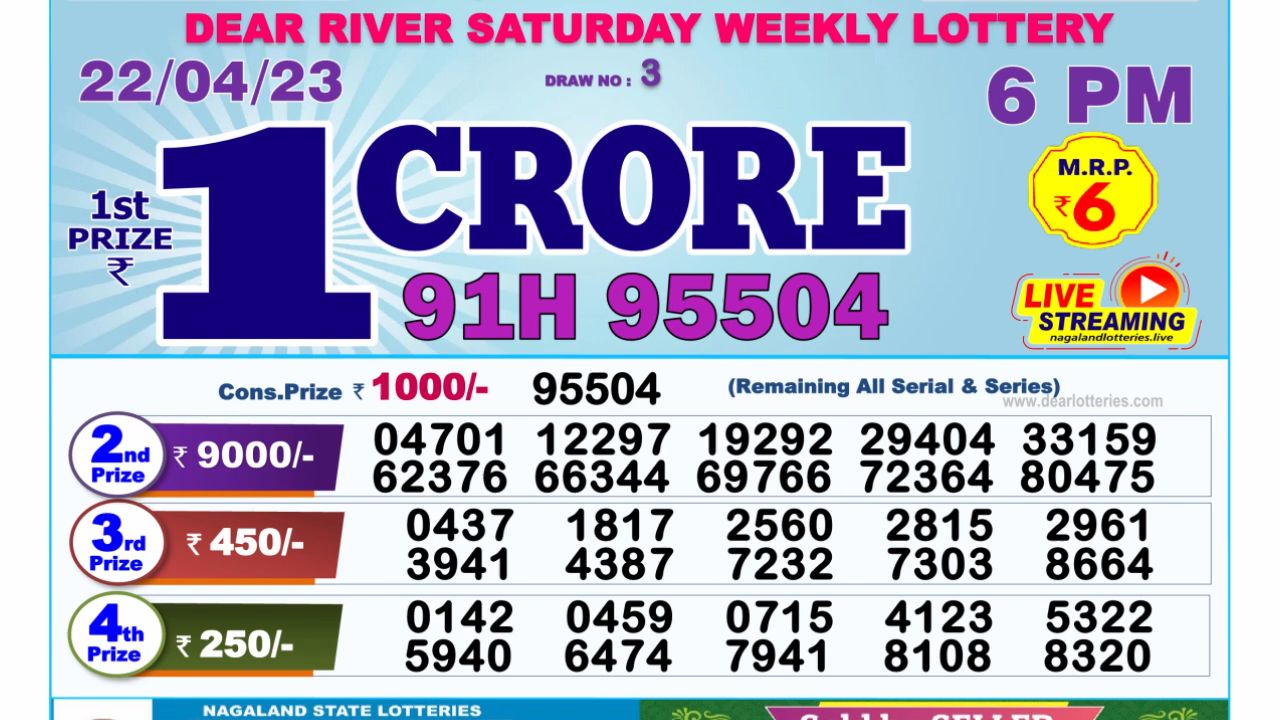 DEAR RIVER SATURDAY WEEKLY LOTTERY
22/04/23
DRAW NO : 3
6 PM
1st
PRIZE
₹
1 CRORE
M.R.P.
₹6
91H 95504
LIVE
STREAMING
nagalandlotteries.live
Cons.Prize ₹ 1000/- 95504 (Remaining All Serial & Series)
www.dearlotteries.com
2nd Prize ₹ 9000/-
04701 12297 19292 29404 33159
62376 66344 69766 72364 80475
3rd Prize ₹ 450/-
0437 1817 2560 2815 2961
3941 4387 7232 7303 8664
4th Prize ₹ 250/-
0142 0459 0715 4123 5322
5940 6474 7941 8108 8320
NAGALAND STATE LOTTERIES
SELLER